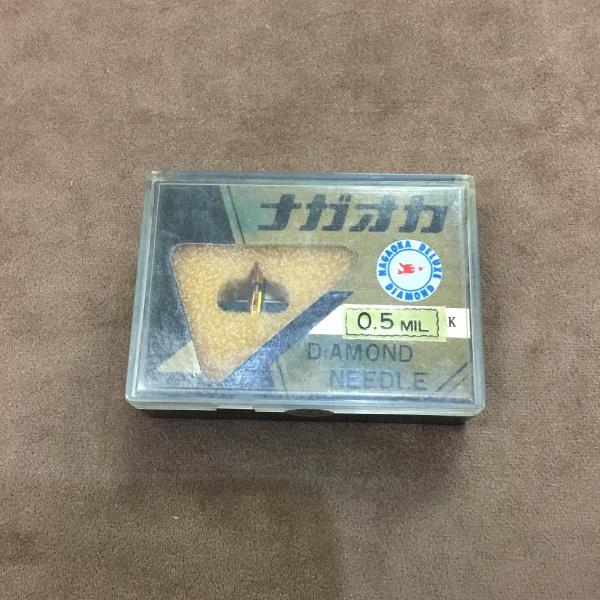 ナガオカ
NAGAOKA DELUXE
DIAMOND
0.5 MIL
K
DIAMOND
NEEDLE